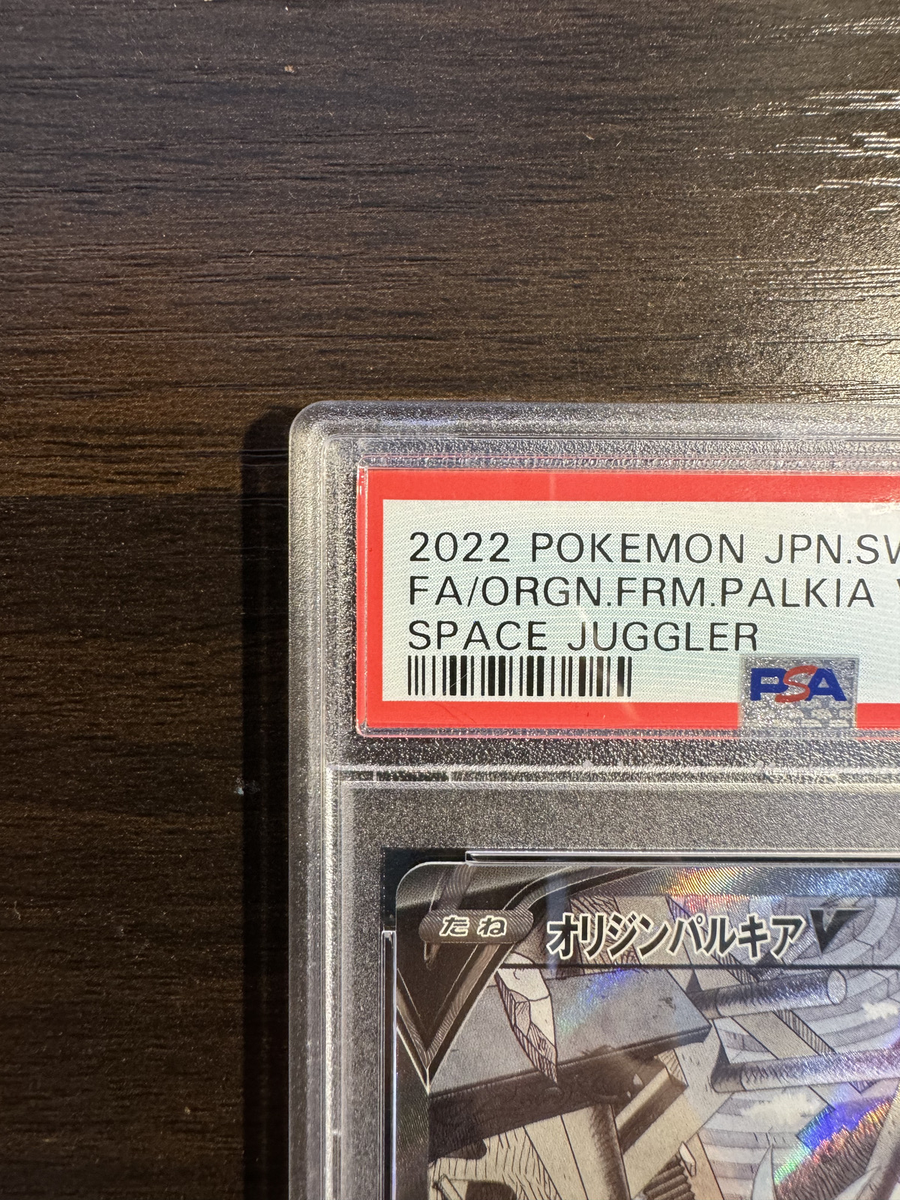 2022 POKEMON JPN.SW
FA/ORGN.FRM.PALKIA V
SPACE JUGGLER
PSA
たね オリジンパルキアV